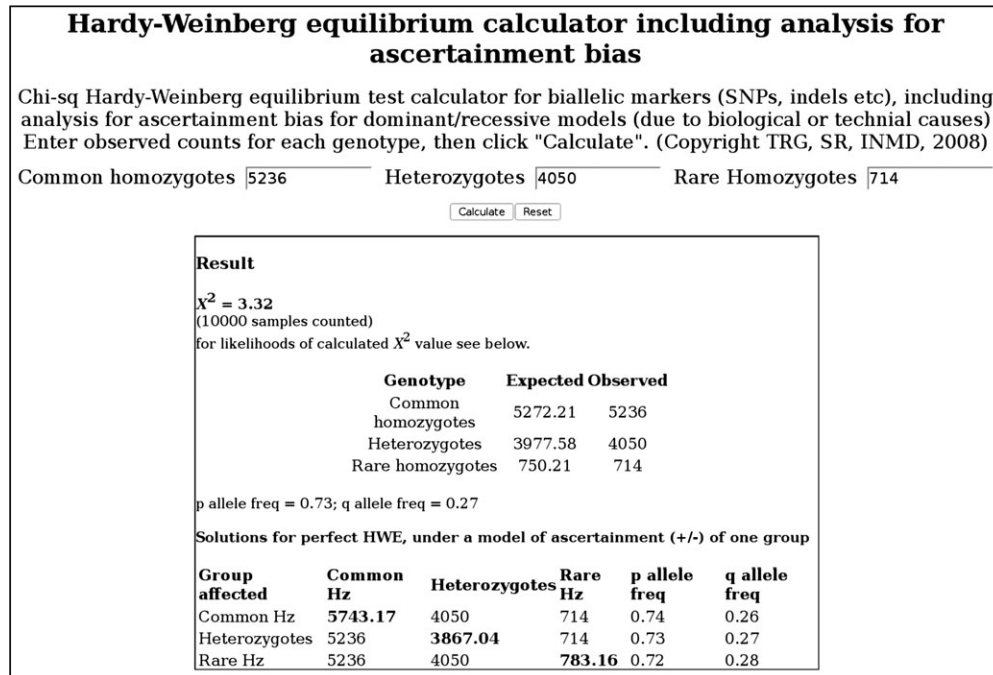 Hardy-Weinberg equilibrium calculator including analysis for
ascertainment bias
Chi-sq Hardy-Weinberg equilibrium test calculator for biallelic markers (SNPs, indels etc), including
analysis for ascertainment bias for dominant/recessive models (due to biological or technial causes)
Enter observed counts for each genotype, then click "Calculate". (Copyright TRG, SR, INMD, 2008)
Common homozygotes 5236 Heterozygotes 4050 Rare Homozygotes 714
Calculate Reset
Result
X² = 3.32
(10000 samples counted)
for likelihoods of calculated X² value see below.
Genotype Expected Observed
Common
homozygotes 5272.21 5236
Heterozygotes 3977.58 4050
Rare homozygotes 750.21 714
p allele freq = 0.73; q allele freq = 0.27
Solutions for perfect HWE, under a model of ascertainment (+/-) of one group
Group affected Common Hz Heterozygotes Rare Hz p allele freq q allele freq
Common Hz 5743.17 4050 714 0.74 0.26
Heterozygotes 5236 3867.04 714 0.73 0.27
Rare Hz 5236 4050 783.16 0.72 0.28